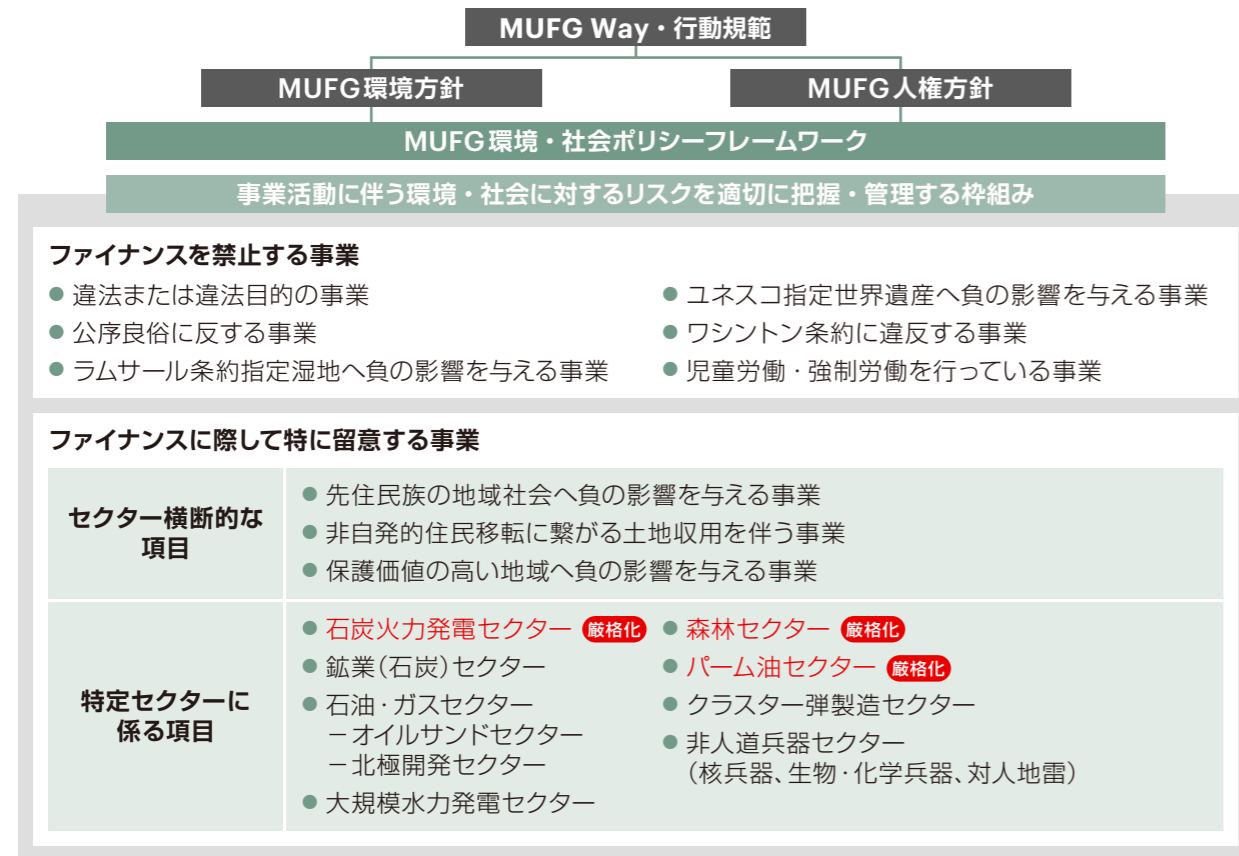 MUFG Way・行動規範
MUFG環境方針
MUFG人権方針
MUFG環境・社会ポリシーフレームワーク
事業活動に伴う環境・社会に対するリスクを適切に把握・管理する枠組み
ファイナンスを禁止する事業
● 違法または違法目的の事業
● 公序良俗に反する事業
● ラムサール条約指定湿地へ負の影響を与える事業
● ユネスコ指定世界遺産へ負の影響を与える事業
● ワシントン条約に違反する事業
● 児童労働・強制労働を行っている事業
ファイナンスに際して特に留意する事業
セクター横断的な
項目
● 先住民族の地域社会へ負の影響を与える事業
● 非自発的住民移転に繋がる土地収用を伴う事業
● 保護価値の高い地域へ負の影響を与える事業
特定セクターに
係る項目
● 石炭火力発電セクター 厳格化
● 鉱業(石炭)セクター
● 石油・ガスセクター
－オイルサンドセクター
－北極開発セクター
● 大規模水力発電セクター
● 森林セクター 厳格化
● パーム油セクター 厳格化
● クラスター弾製造セクター
● 非人道兵器セクター
(核兵器、生物・化学兵器、対人地雷)